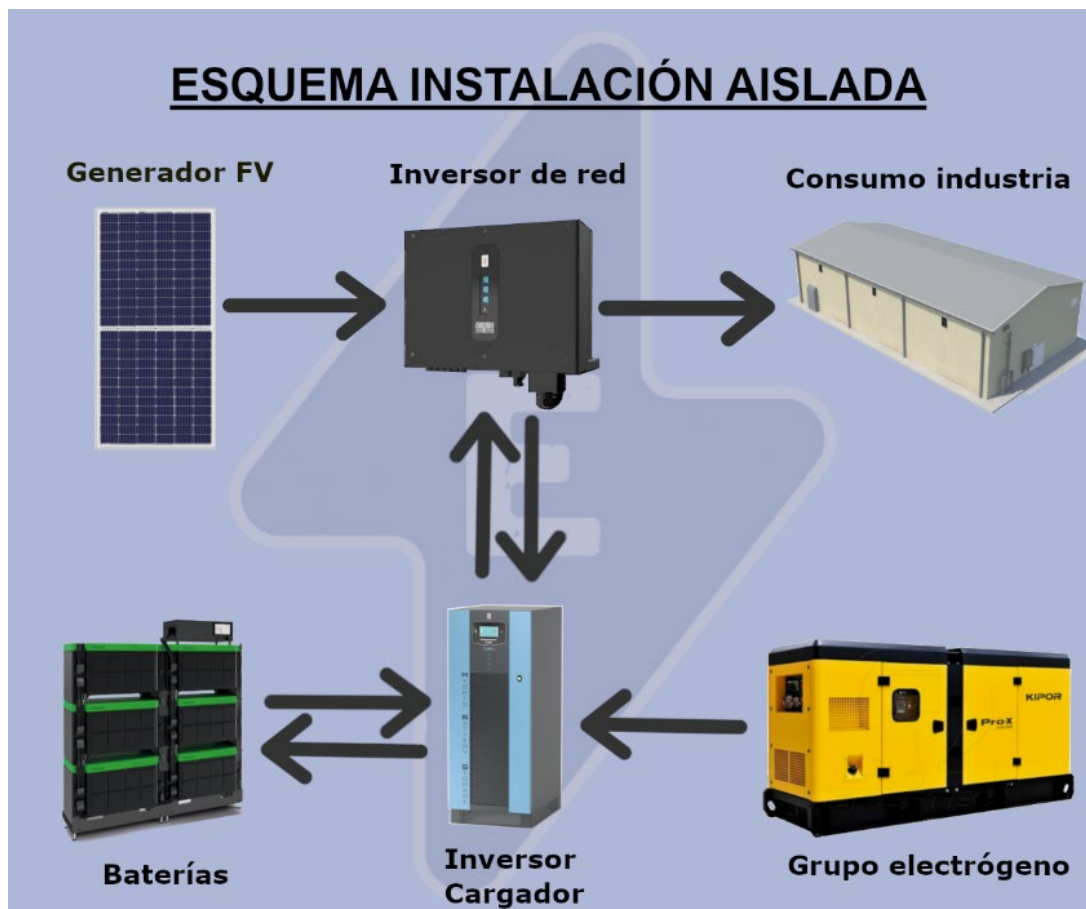 ESQUEMA INSTALACIÓN AISLADA
Generador FV
Inversor de red
Consumo industria
E
KIPOR
Pro-X
Baterías
Inversor
Cargador
Grupo electrógeno